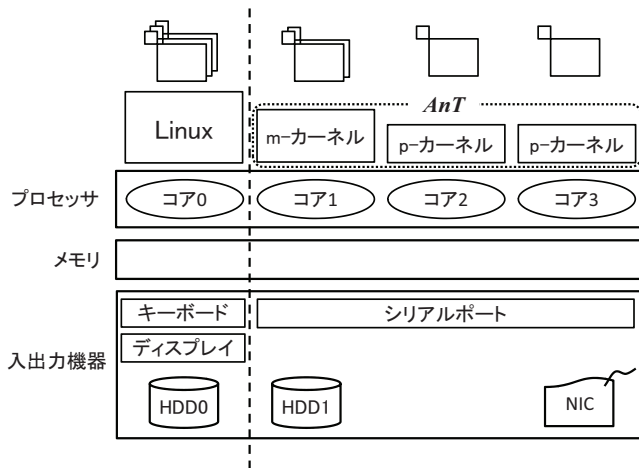 AnT
Linux
m-カーネル
p-カーネル
p-カーネル
プロセッサ
コア0
コア1
コア2
コア3
メモリ
入出力機器
キーボード
シリアルポート
ディスプレイ
HDD0
HDD1
NIC